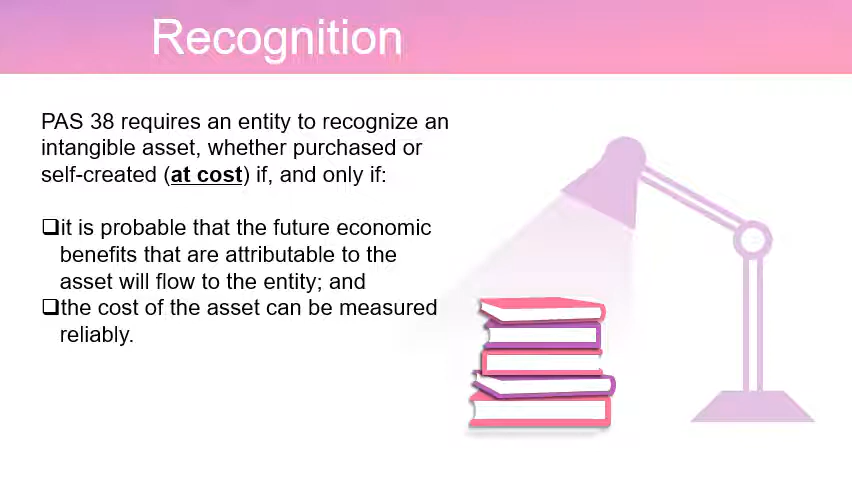 Recognition
PAS 38 requires an entity to recognize an
intangible asset, whether purchased or
self-created (at cost) if, and only if:
❑it is probable that the future economic
benefits that are attributable to the
asset will flow to the entity; and
❑the cost of the asset can be measured
reliably.